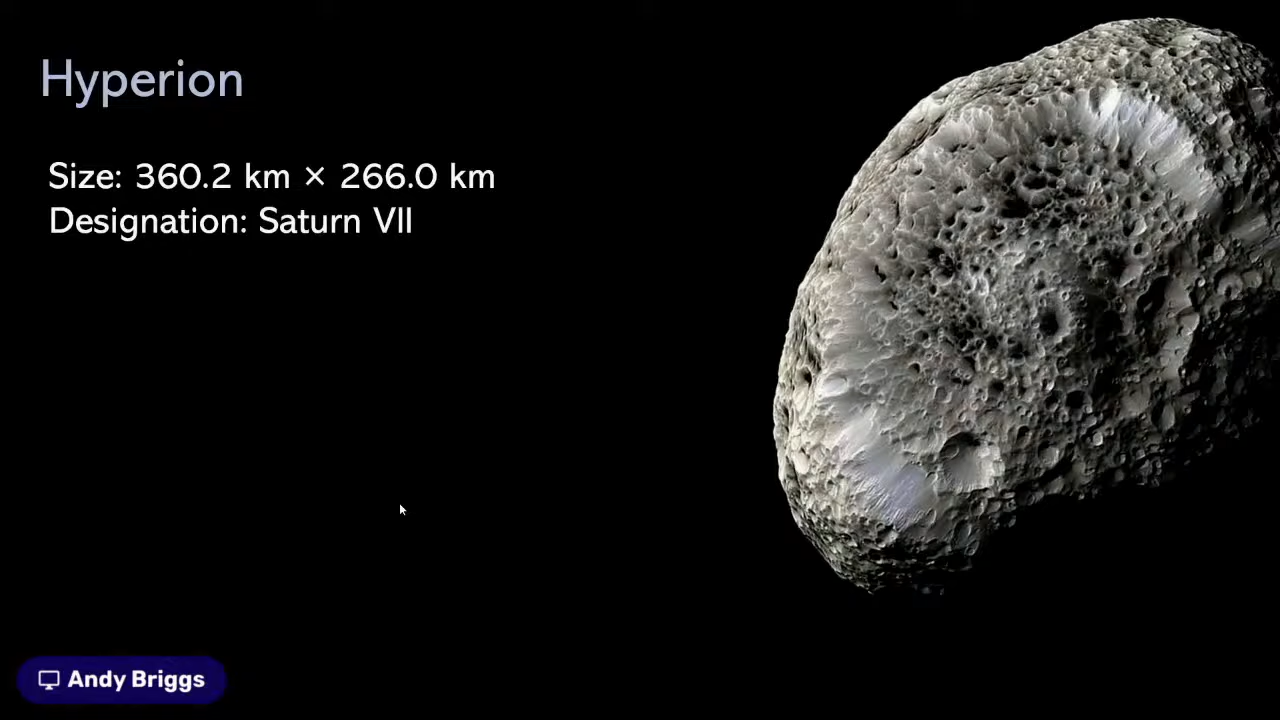 Hyperion
Size: 360.2 km × 266.0 km
Designation: Saturn VII
Andy Briggs